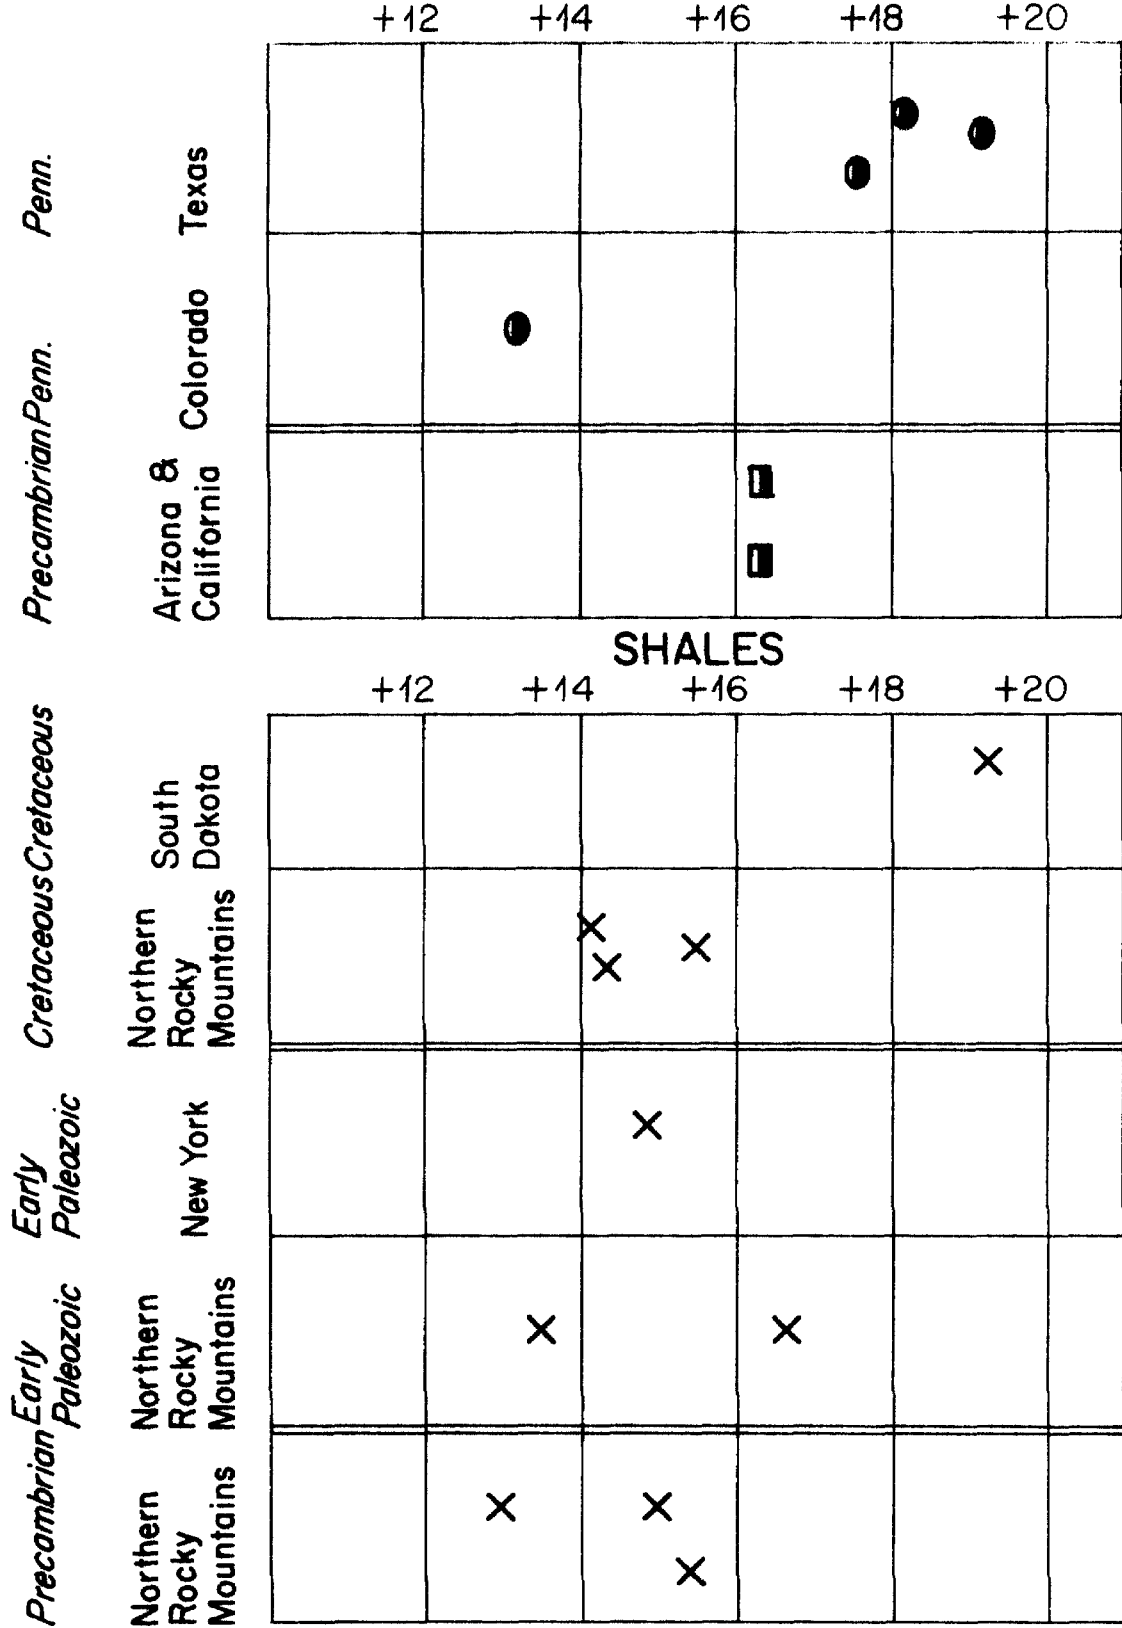 +12 +14 +16 +18 +20
Penn.
Texas
Penn.
Colorado
Precambrian
Arizona &
California
SHALES
+12 +14 +16 +18 +20
Cretaceous
South
Dakota
Cretaceous
Northern
Rocky
Mountains
Early
Paleozoic
New York
Early
Paleozoic
Northern
Rocky
Mountains
Precambrian
Northern
Rocky
Mountains